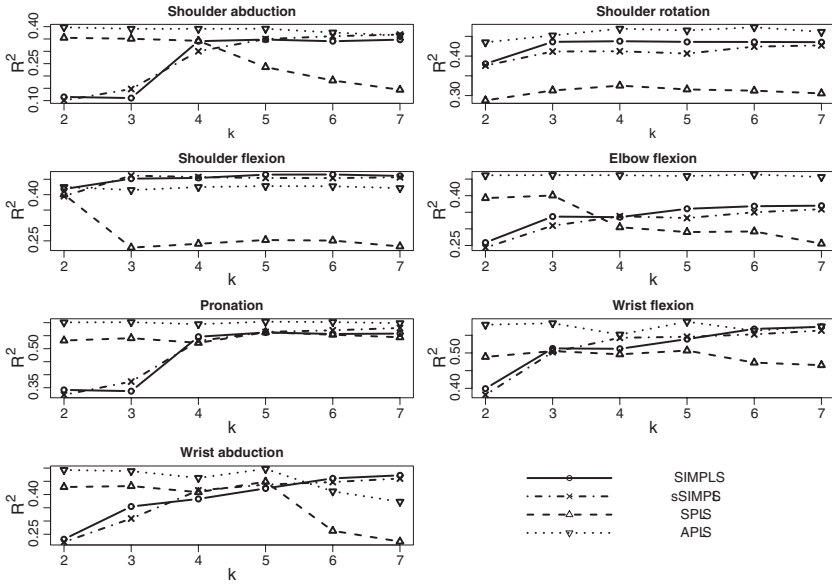 Shoulder abduction
R²
0.40
0.25
0.10
2 3 4 5 6 7
k
Shoulder rotation
R²
0.40
0.30
2 3 4 5 6 7
k
Shoulder flexion
R²
0.40
0.25
2 3 4 5 6 7
k
Elbow flexion
R²
0.40
0.25
2 3 4 5 6 7
k
Pronation
R²
0.50
0.35
2 3 4 5 6 7
k
Wrist flexion
R²
0.50
0.40
2 3 4 5 6 7
k
Wrist abduction
R²
0.40
0.25
2 3 4 5 6 7
SIMPLS
sSIMPLS
SPLS
APLS